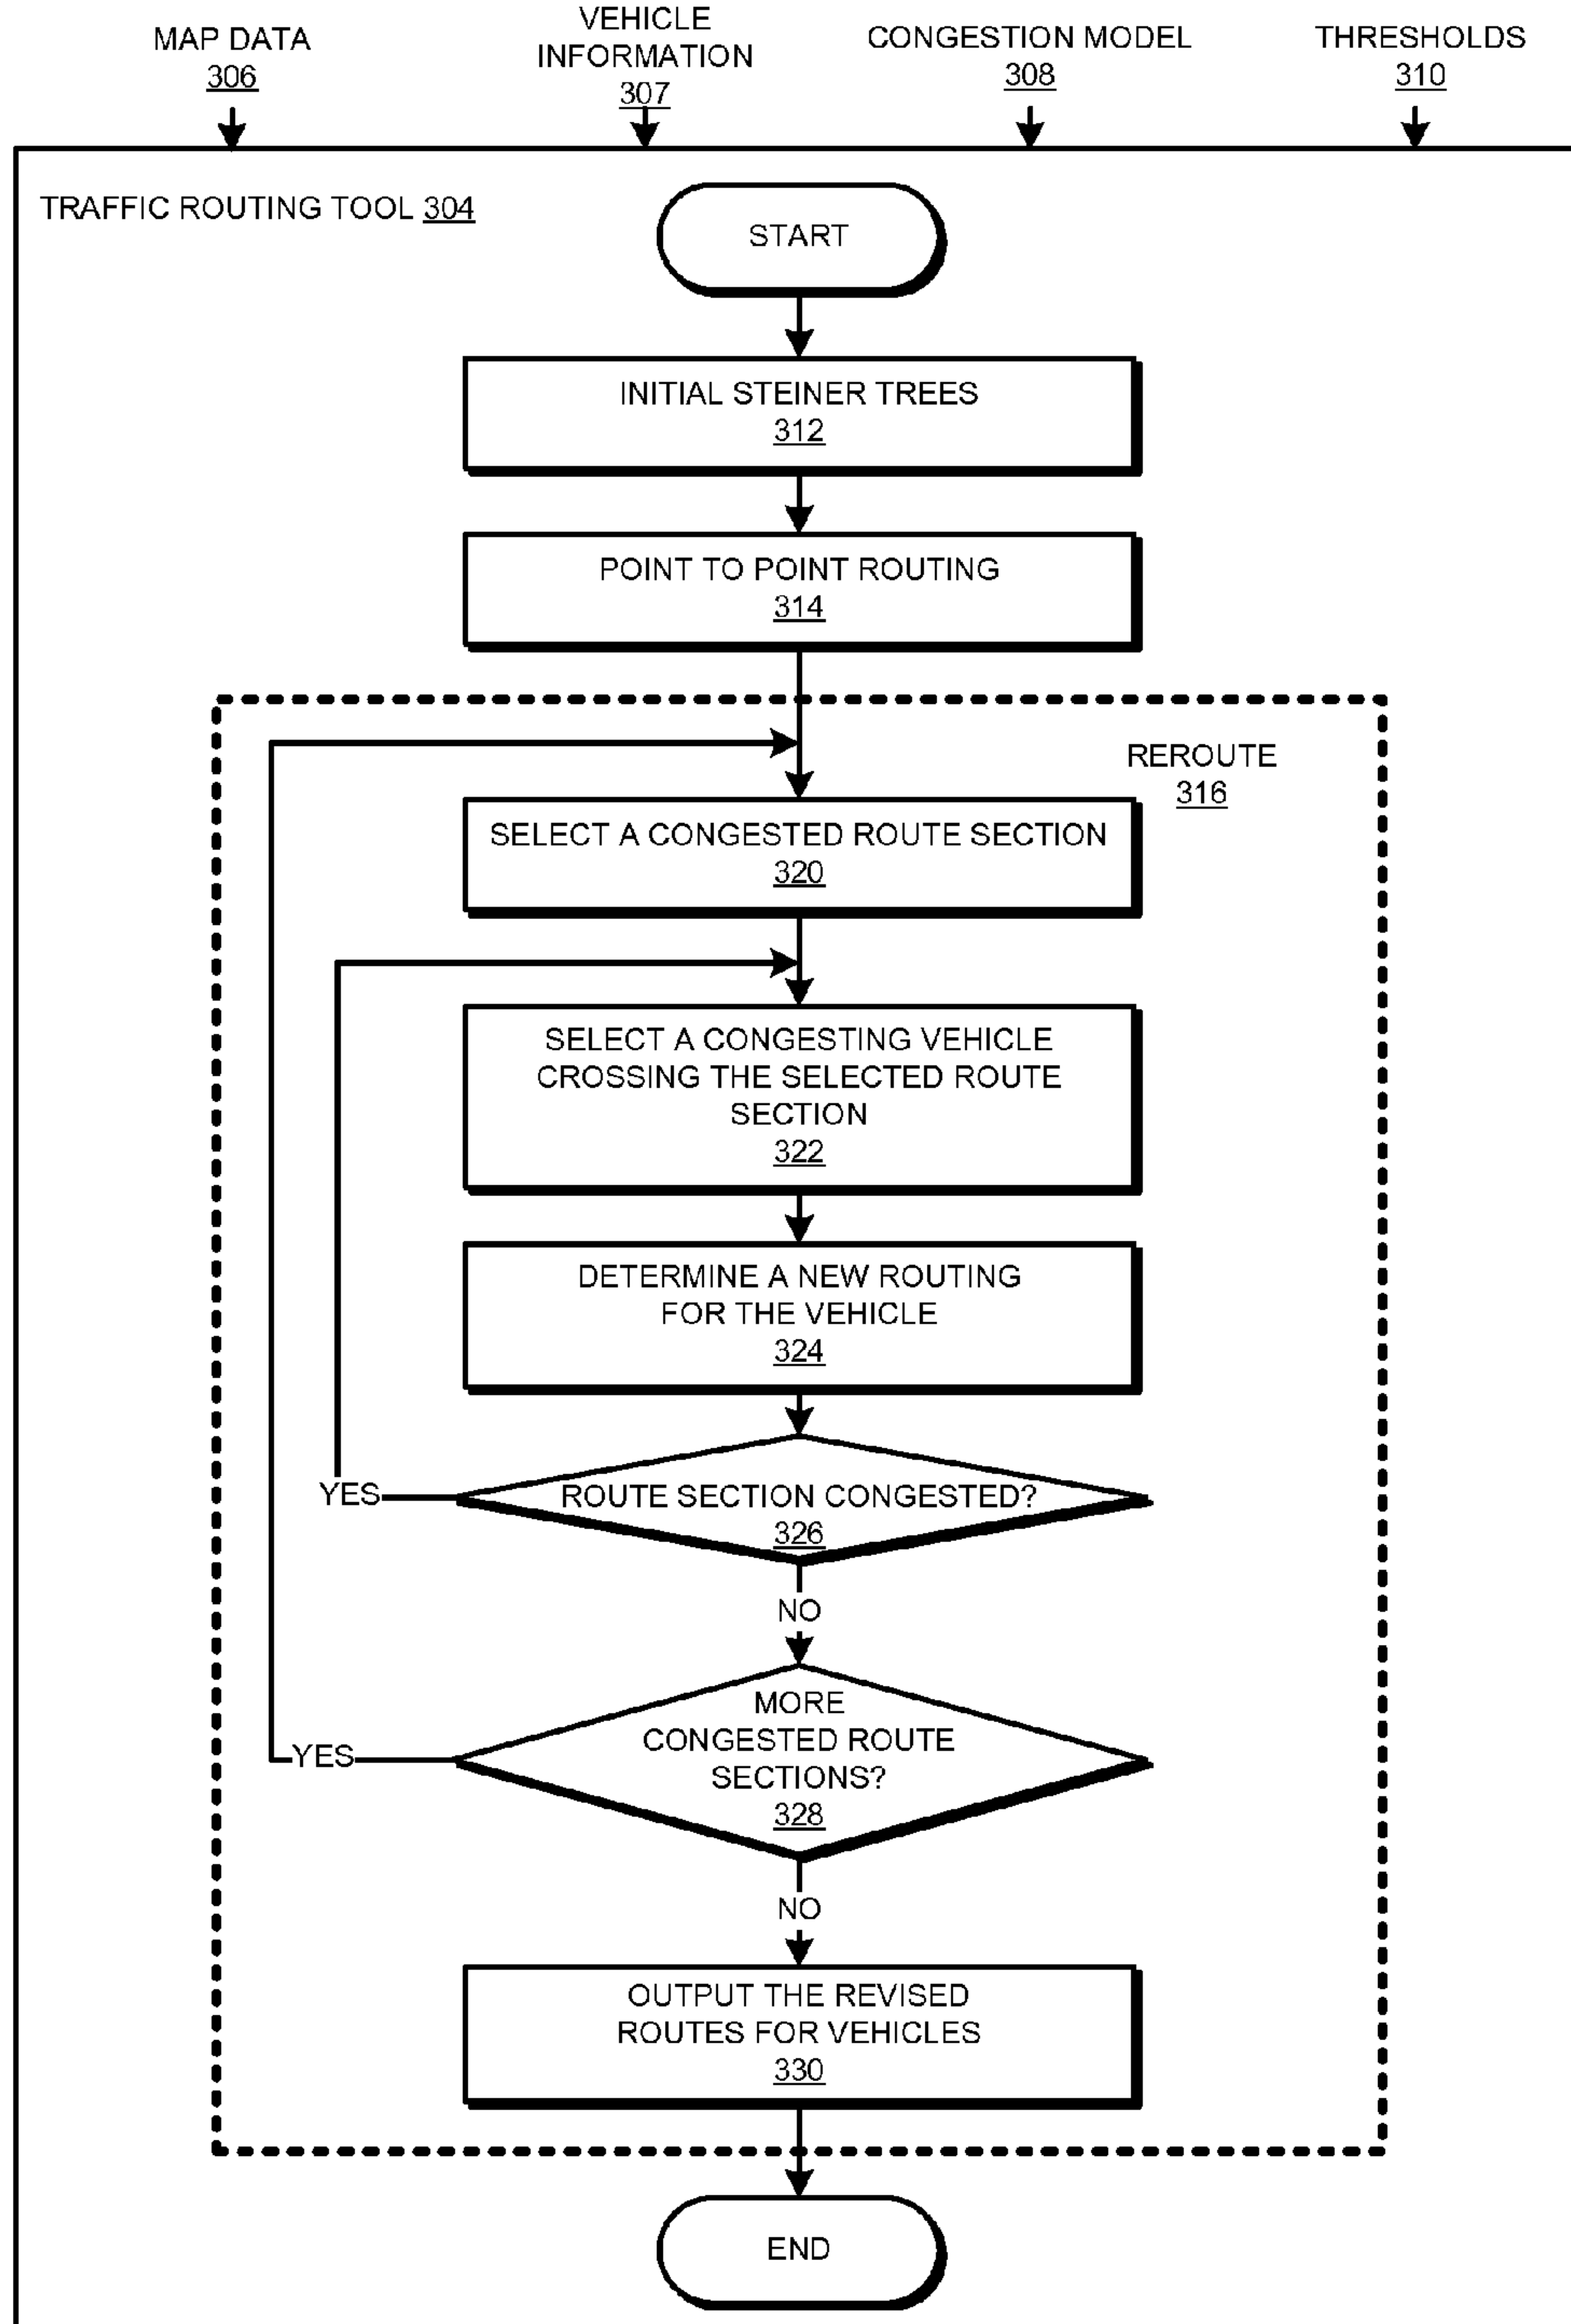 MAP DATA
306
VEHICLE
INFORMATION
307
CONGESTION MODEL
308
THRESHOLDS
310
TRAFFIC ROUTING TOOL 304
START
INITIAL STEINER TREES
312
POINT TO POINT ROUTING
314
REROUTE
316
SELECT A CONGESTED ROUTE SECTION
320
SELECT A CONGESTING VEHICLE
CROSSING THE SELECTED ROUTE
SECTION
322
DETERMINE A NEW ROUTING
FOR THE VEHICLE
324
YES
ROUTE SECTION CONGESTED?
326
NO
MORE
CONGESTED ROUTE
SECTIONS?
328
YES
NO
OUTPUT THE REVISED
ROUTES FOR VEHICLES
330
END